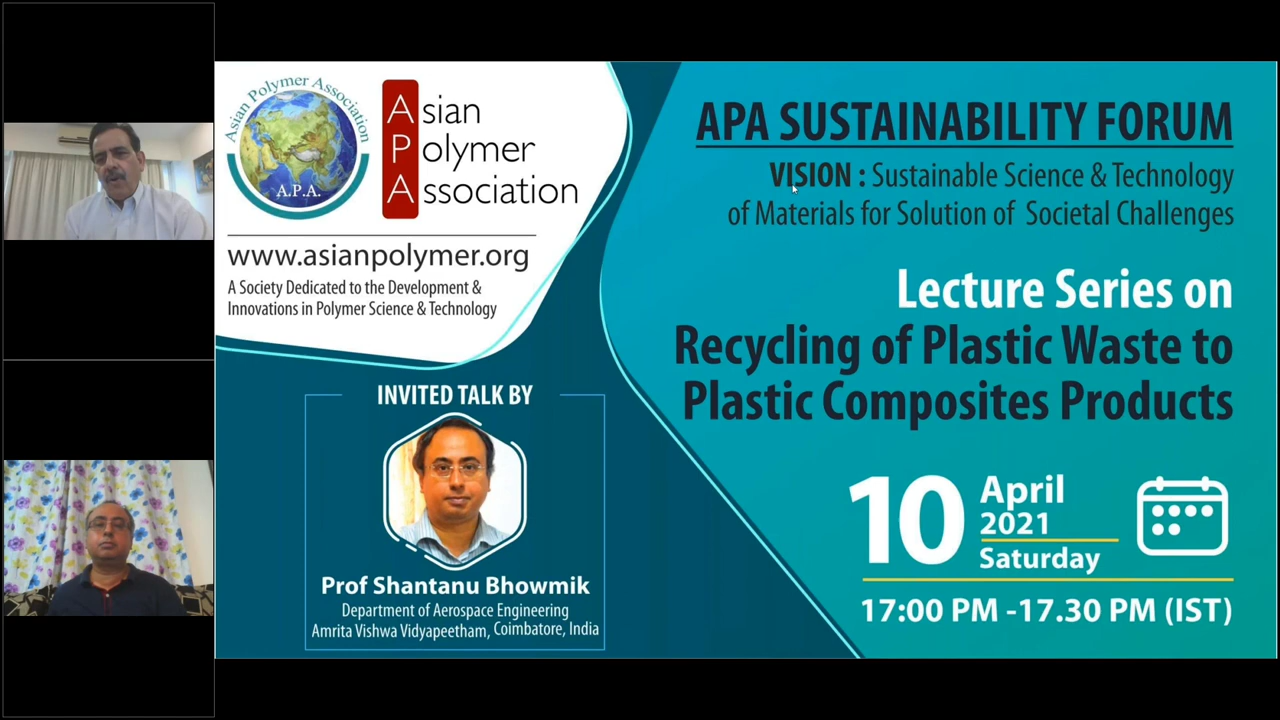 Asian Polymer Association
A.P.A.
Asian
Polymer
Association
www.asianpolymer.org
A Society Dedicated to the Development &
Innovations in Polymer Science & Technology
INVITED TALK BY
Prof Shantanu Bhowmik
Department of Aerospace Engineering
Amrita Vishwa Vidyapeetham, Coimbatore, India
APA SUSTAINABILITY FORUM
VISION : Sustainable Science & Technology
of Materials for Solution of Societal Challenges
Lecture Series on
Recycling of Plastic Waste to
Plastic Composites Products
10 April
2021
Saturday
17:00 PM -17.30 PM (IST)